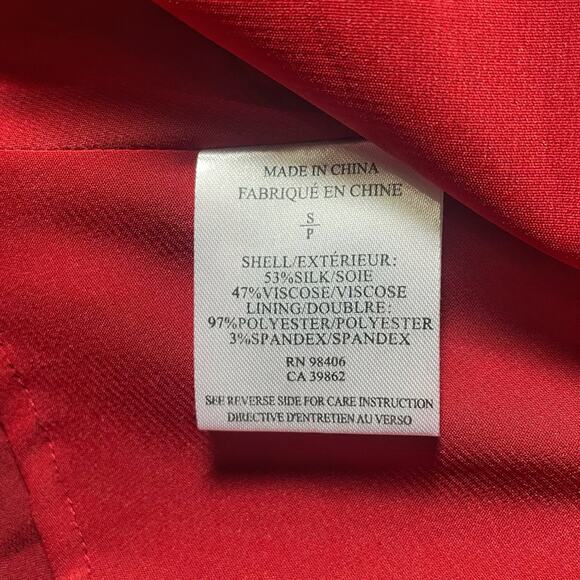 MADE IN CHINA
FABRIQUÉ EN CHINE
S
P
SHELL/EXTÉRIEUR:
53%SILK/SOIE
47%VISCOSE/VISCOSE
LINING/DOUBLRE:
97%POLYESTER/POLYESTER
3%SPANDEX/SPANDEX
RN 98406
CA 39862
SEE REVERSE SIDE FOR CARE INSTRUCTION
DIRECTIVE D'ENTRETIEN AU VERSO